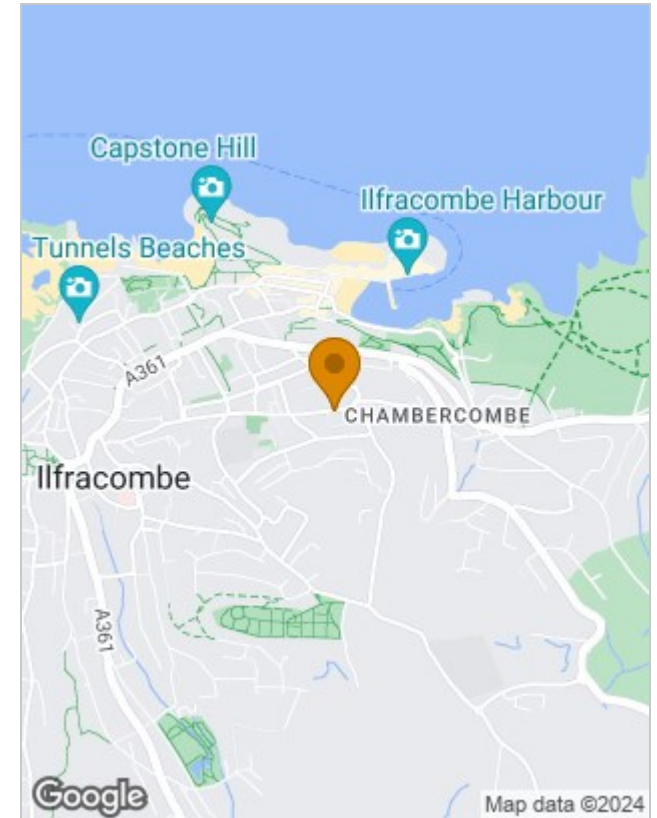 Capstone Hill
Ilfracombe Harbour
Tunnels Beaches
A361
CHAMBERCOMBE
Ilfracombe
A361
Google
Map data ©2024